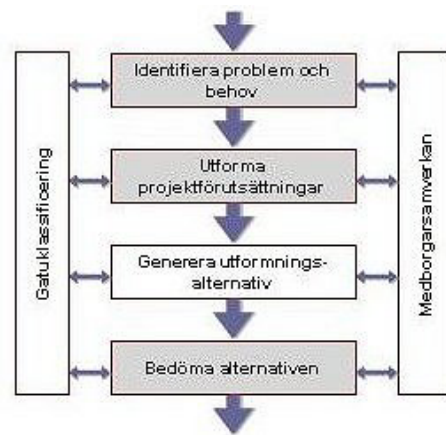 Gatuklassificering
Identifiera problem och
behov
Utforma
projektförutsättningar
Generera utformnings-
alternativ
Bedöma alternativen
Medborgarsamverkan